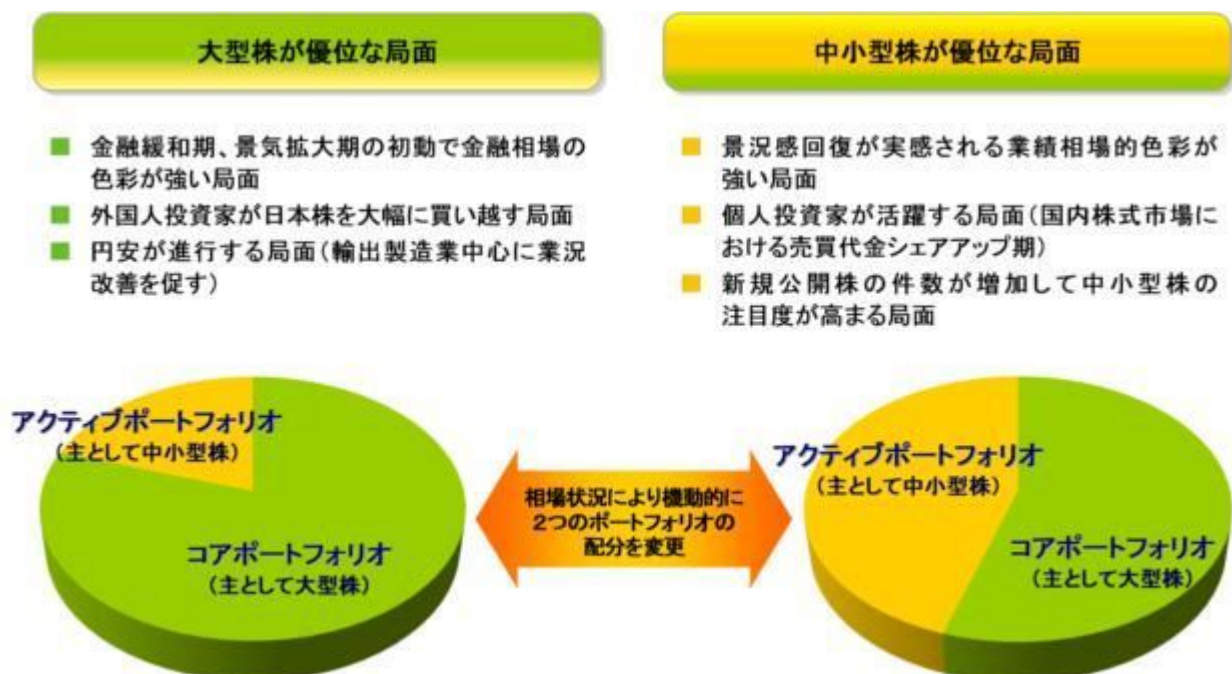 大型株が優位な局面
金融緩和期、景気拡大期の初動で金融相場の
色彩が強い局面
外国人投資家が日本株を大幅に買い越す局面
円安が進行する局面（輸出製造業中心に業況
改善を促す）
中小型株が優位な局面
景況感回復が実感される業績相場的色彩が
強い局面
個人投資家が活躍する局面（国内株式市場に
おける売買代金シェアアップ期）
新規公開株の件数が増加して中小型株の
注目度が高まる局面
アクティブポートフォリオ
（主として中小型株）
コアポートフォリオ
（主として大型株）
相場状況により機動的に
2つのポートフォリオの
配分を変更
アクティブポートフォリオ
（主として中小型株）
コアポートフォリオ
（主として大型株）